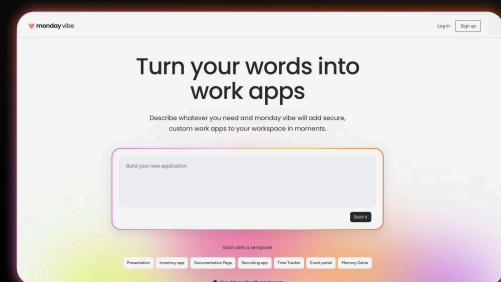 monday vibe
Log in
Sign up
Turn your words into
work apps
Describe whatever you need and monday vibe will add secure,
custom work apps to your workspace in moments.
Build your new application
Build it
Start with a template
Presentation
Inventory app
Documentation Page
Recruiting app
Time Tracker
Event portal
Memory Game